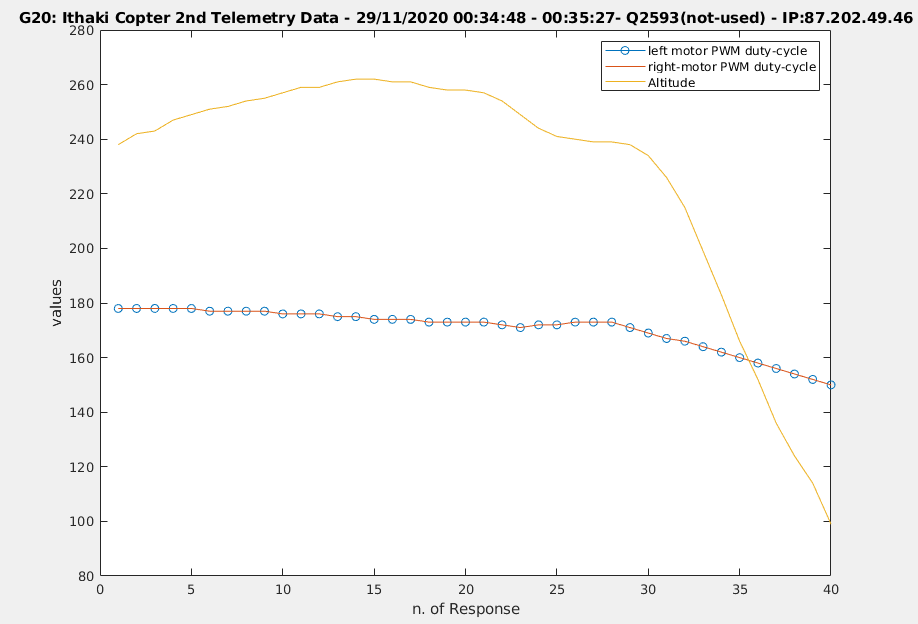 G20: Ithaki Copter 2nd Telemetry Data - 29/11/2020 00:34:48 - 00:35:27- Q2593(not-used) - IP:87.202.49.46
left motor PWM duty-cycle
right-motor PWM duty-cycle
Altitude
values
280
260
240
220
200
180
160
140
120
100
80
0 5 10 15 20 25 30 35 40
n. of Response